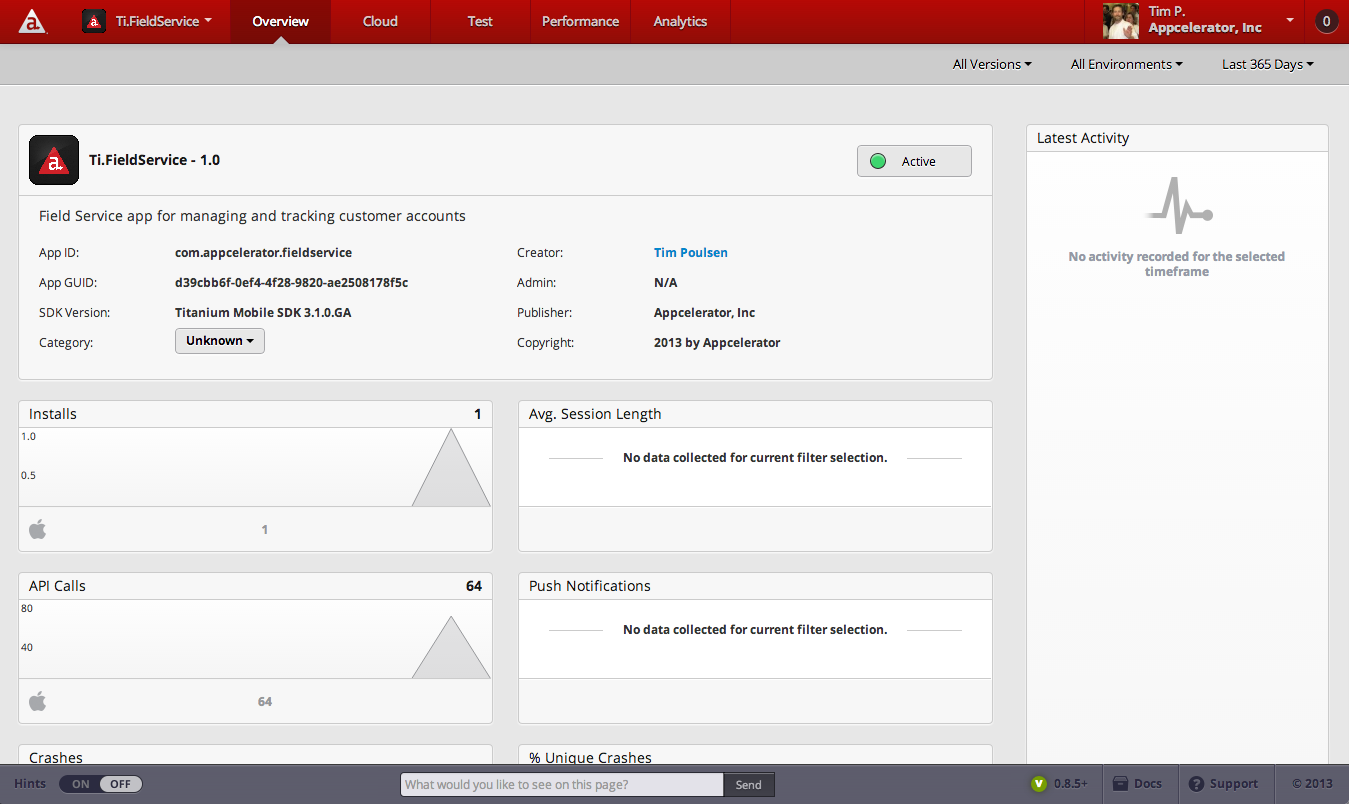 a
a
Ti.FieldService
Overview
Cloud
Test
Performance
Analytics
Tim P.
Appcelerator, Inc
0
All Versions
All Environments
Last 365 Days
a
Ti.FieldService - 1.0
Active
Field Service app for managing and tracking customer accounts
App ID: com.appcelerator.fieldservice
Creator: Tim Poulsen
App GUID: d39cbb6f-0ef4-4f28-9820-ae2508178f5c
Admin: N/A
SDK Version: Titanium Mobile SDK 3.1.0.GA
Publisher: Appcelerator, Inc
Category: Unknown
Copyright: 2013 by Appcelerator
Latest Activity
No activity recorded for the selected
timeframe
Installs 1
1.0
0.5
1
Avg. Session Length
No data collected for current filter selection.
API Calls 64
80
40
64
Push Notifications
No data collected for current filter selection.
Crashes
% Unique Crashes
Hints ON OFF
What would you like to see on this page?
Send
V 0.8.5+
Docs
? Support
© 2013